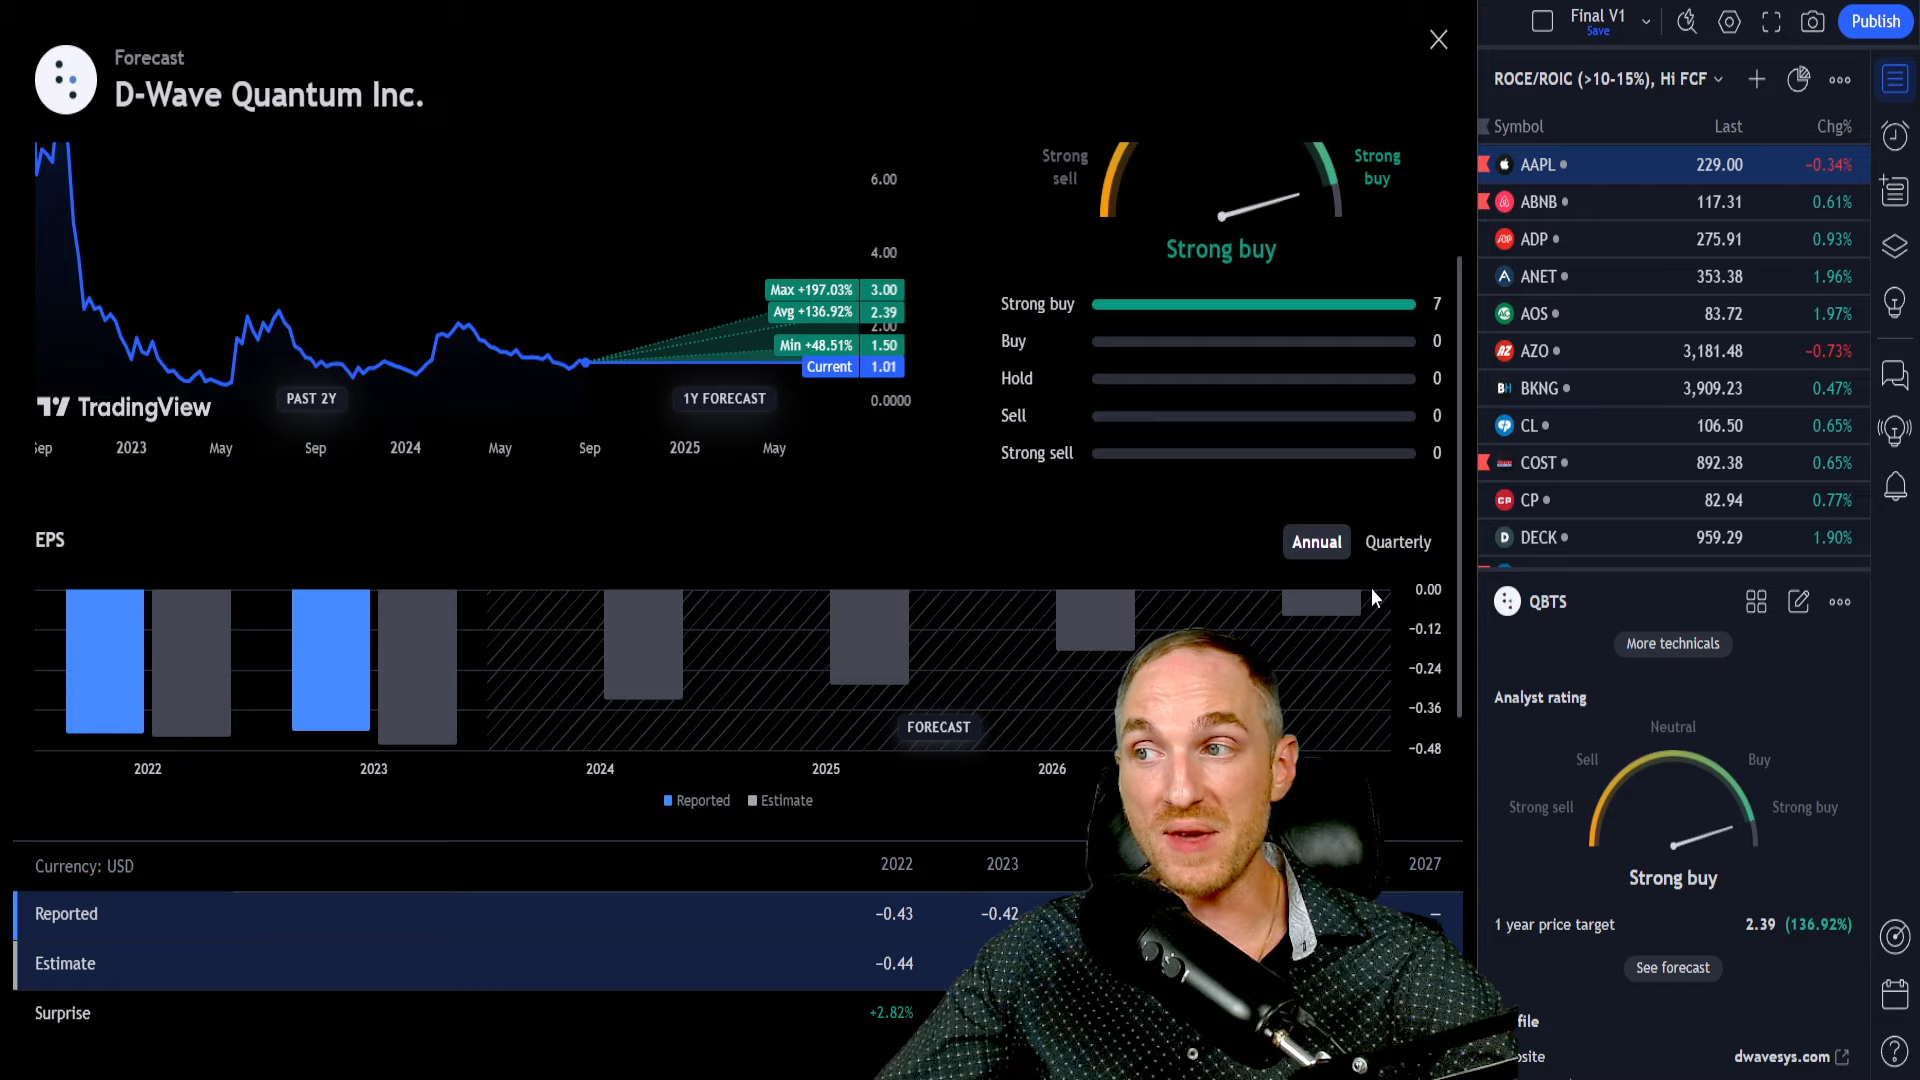 Forecast
D-Wave Quantum Inc.
6.00
4.00
Max +197.03% 3.00
Avg +136.92% 2.39
2.00
Min +48.51% 1.50
Current 1.01
0.0000
TradingView
PAST 2Y
1Y FORECAST
Sep 2023 May Sep 2024 May Sep 2025 May
Strong sell
Strong buy
Strong buy
Strong buy 7
Buy 0
Hold 0
Sell 0
Strong sell 0
EPS
Annual Quarterly
0.00
−0.12
−0.24
−0.36
−0.48
FORECAST
2022 2023 2024 2025 2026
Reported Estimate
Currency: USD 2022 2023 2027
Reported −0.43 −0.42 —
Estimate −0.44
Surprise +2.82%
Final V1
Save
Publish
ROCE/ROIC (>10-15%), Hi FCF
Symbol Last Chg%
AAPL 229.00 −0.34%
ABNB 117.31 0.61%
ADP 275.91 0.93%
ANET 353.38 1.96%
AOS 83.72 1.97%
AZO 3,181.48 −0.73%
BKNG 3,909.23 0.47%
CL 106.50 0.65%
COST 892.38 0.65%
CP 82.94 0.77%
DECK 959.29 1.90%
QBTS
More technicals
Analyst rating
Neutral
Sell Buy
Strong sell Strong buy
Strong buy
1 year price target 2.39 (136.92%)
See forecast
file
osite dwavesys.com